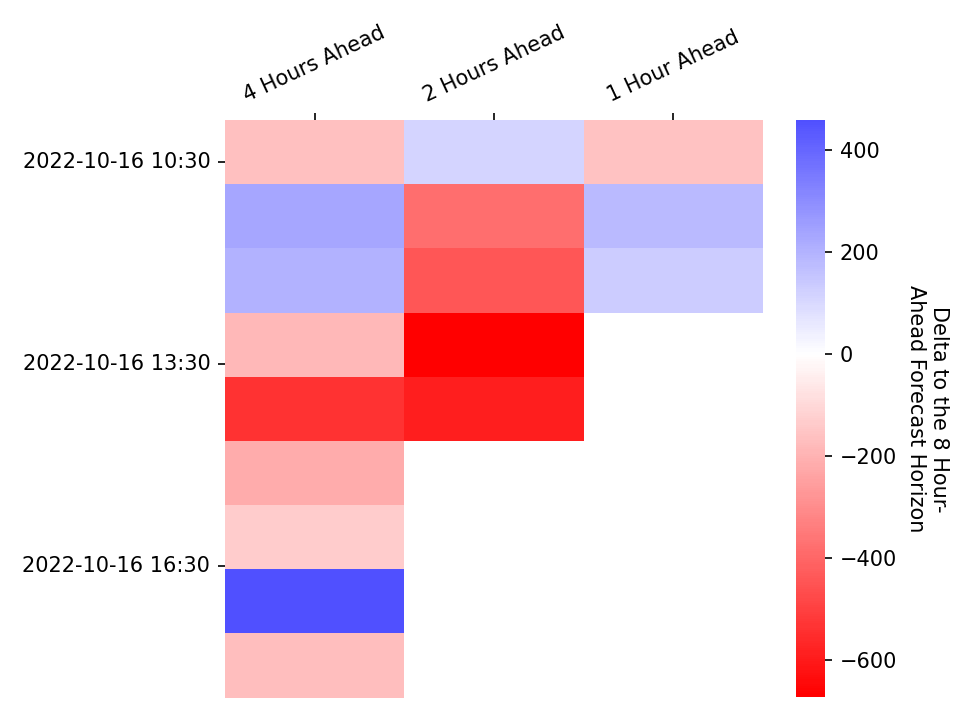 4 Hours Ahead
2 Hours Ahead
1 Hour Ahead
2022-10-16 10:30
2022-10-16 13:30
2022-10-16 16:30
400
200
0
−200
−400
−600
Delta to the 8 Hour-
Ahead Forecast Horizon